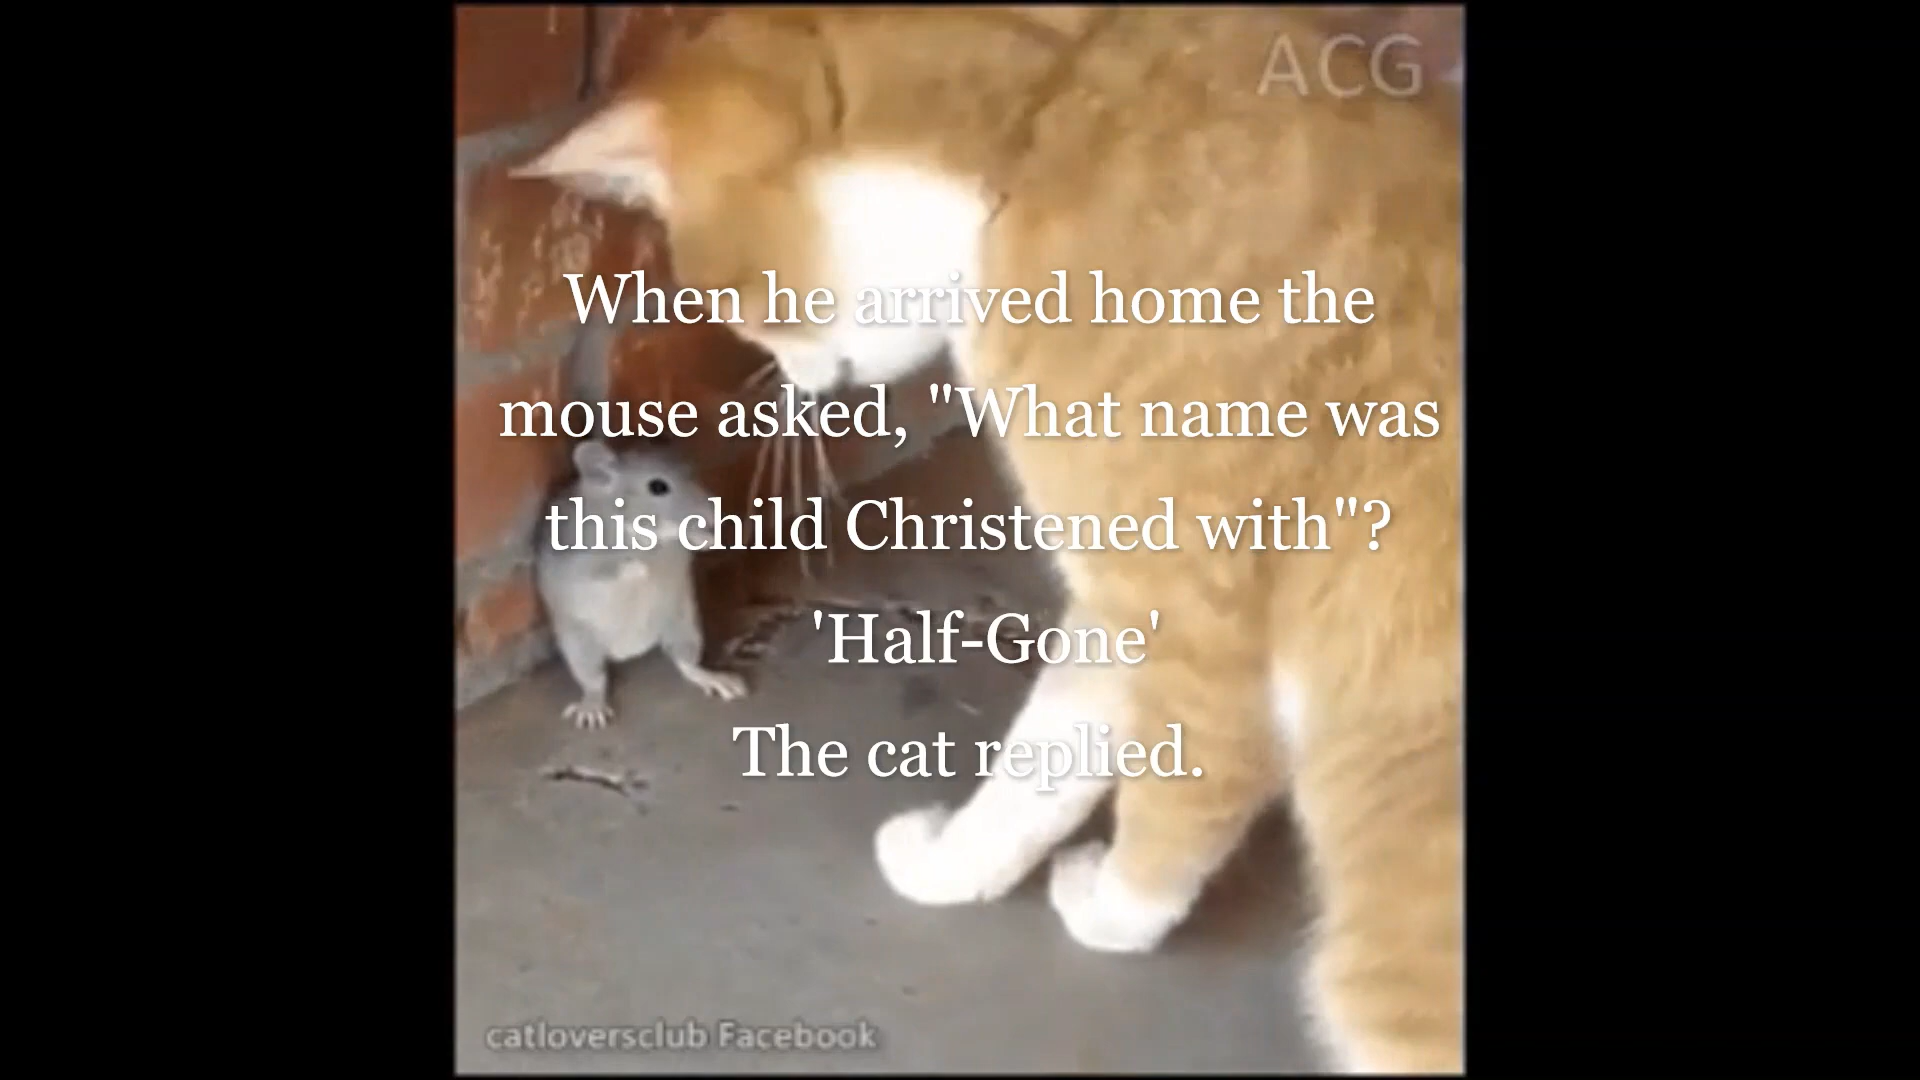 ACG
When he arrived home the
mouse asked, "What name was
this child Christened with"?
'Half-Gone'
The cat replied.
catloversclub Facebook